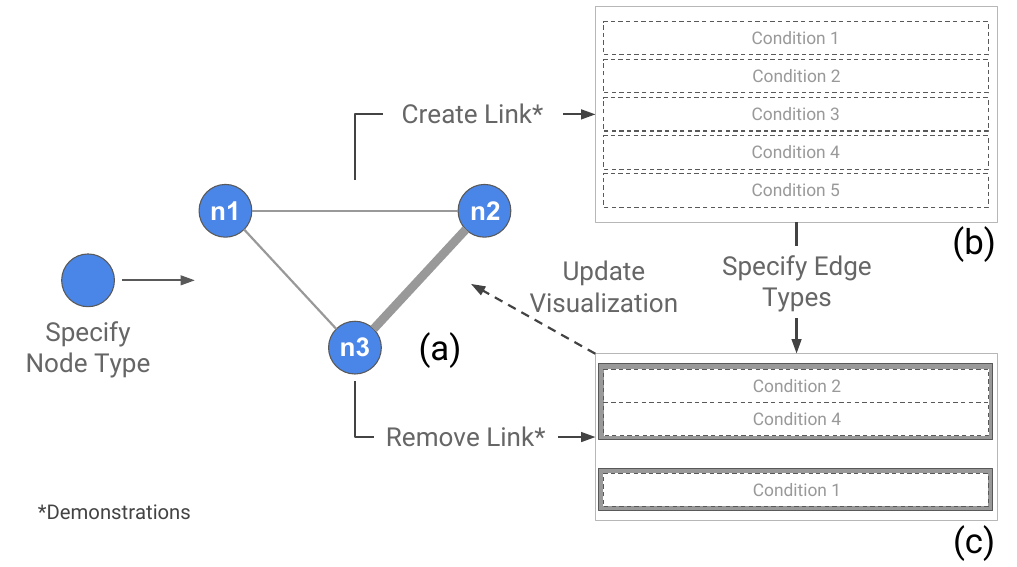 Condition 1
Condition 2
Condition 3
Condition 4
Condition 5
(b)
Create Link*
n1
n2
n3
(a)
Specify
Node Type
Update
Visualization
Specify Edge
Types
Remove Link*
Condition 2
Condition 4
Condition 1
(c)
*Demonstrations